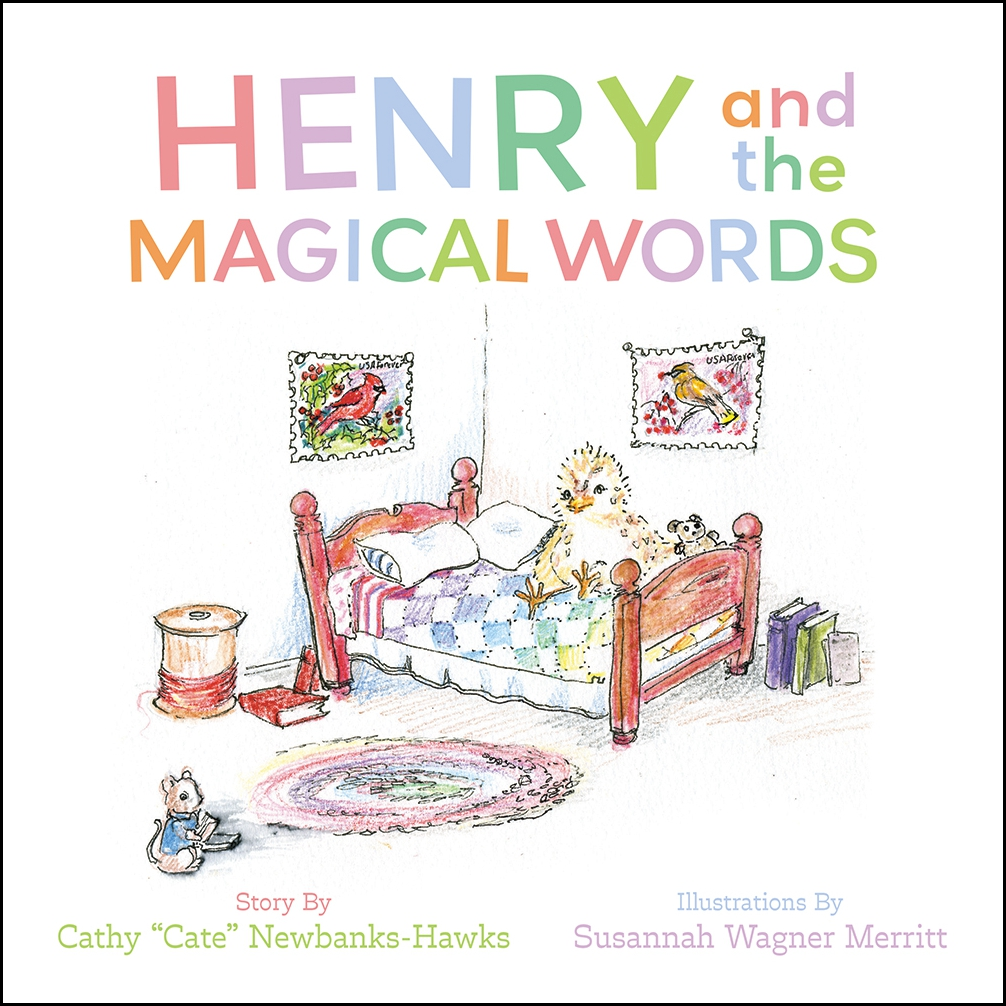 HENRY and the
MAGICAL WORDS
USA Forever
USA Forever
Story By
Cathy “Cate” Newbanks-Hawks
Illustrations By
Susannah Wagner Merritt